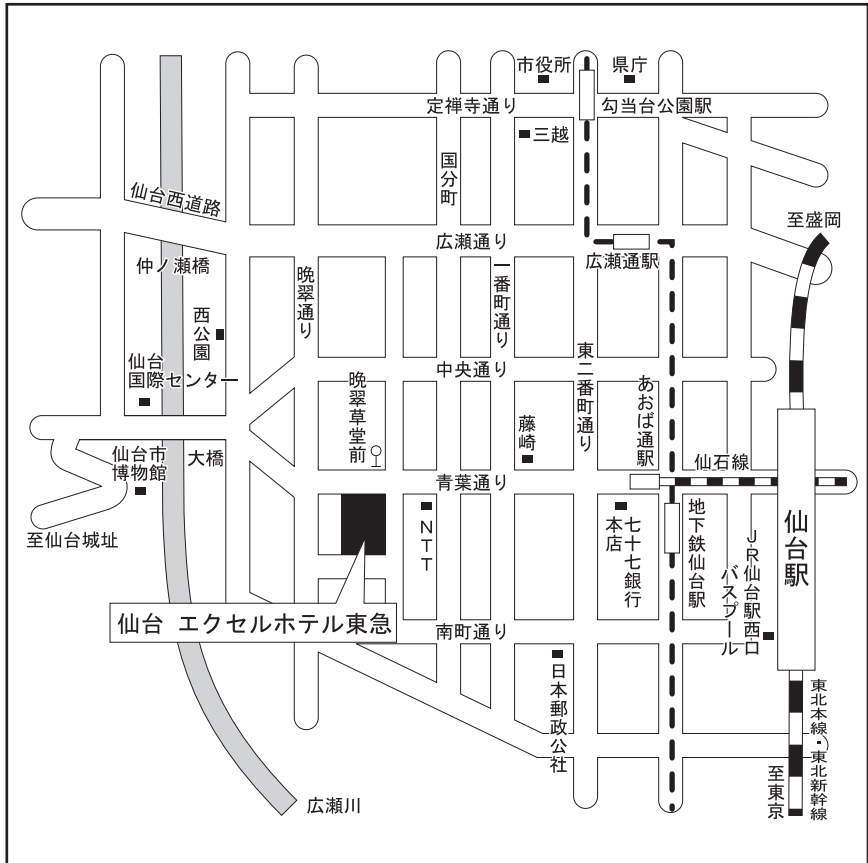 市役所
県庁
定禅寺通り
勾当台公園駅
三越
国分町
仙台西道路
至盛岡
広瀬通り
広瀬通駅
仲ノ瀬橋
晩翠通り
一番町通り
西公園
東二番町通り
仙台
国際センター
中央通り
あおば通駅
晩翠草堂前
藤崎
仙石線
仙台市
博物館
大橋
青葉通り
至仙台城址
NTT
七十七銀行
本店
地下鉄仙台駅
仙台駅
JR仙台駅西口
バスプール
仙台 エクセルホテル東急
南町通り
日本郵政公社
東北本線・東北新幹線
至東京
広瀬川